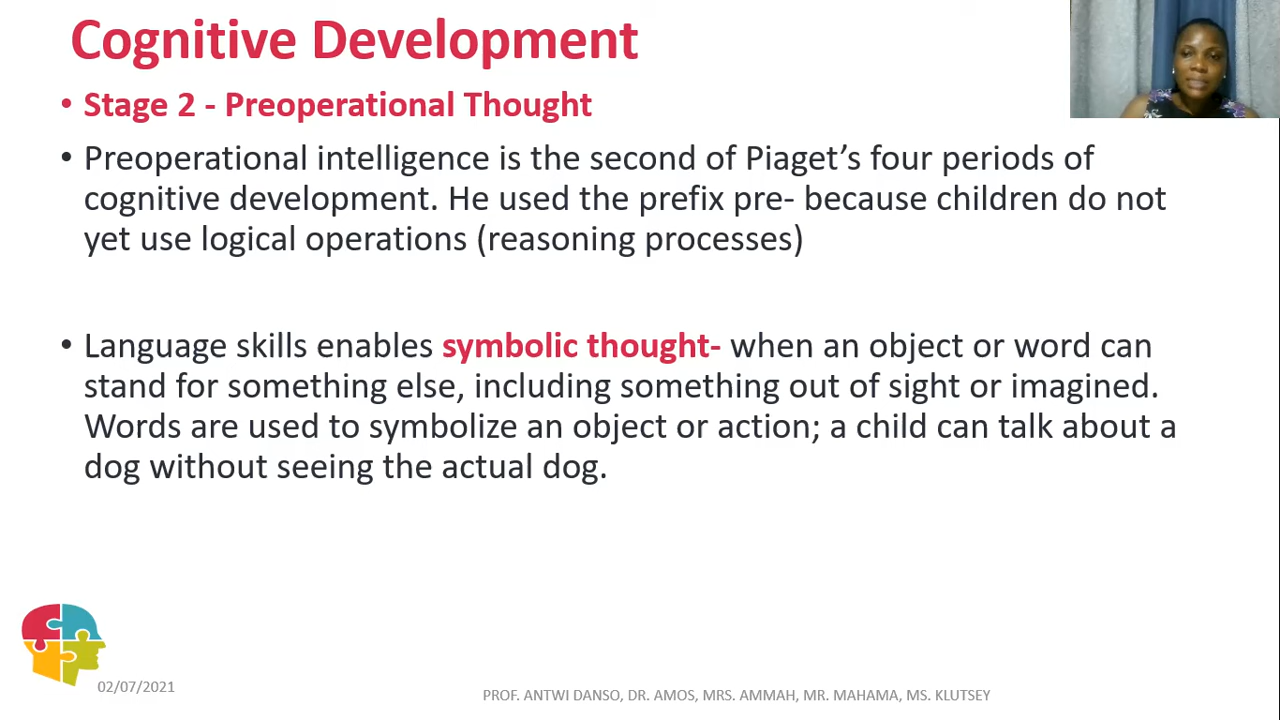 Cognitive Development
• Stage 2 - Preoperational Thought
• Preoperational intelligence is the second of Piaget’s four periods of
cognitive development. He used the prefix pre- because children do not
yet use logical operations (reasoning processes)
• Language skills enables symbolic thought- when an object or word can
stand for something else, including something out of sight or imagined.
Words are used to symbolize an object or action; a child can talk about a
dog without seeing the actual dog.
02/07/2021
PROF. ANTWI DANSO, DR. AMOS, MRS. AMMAH, MR. MAHAMA, MS. KLUTSEY